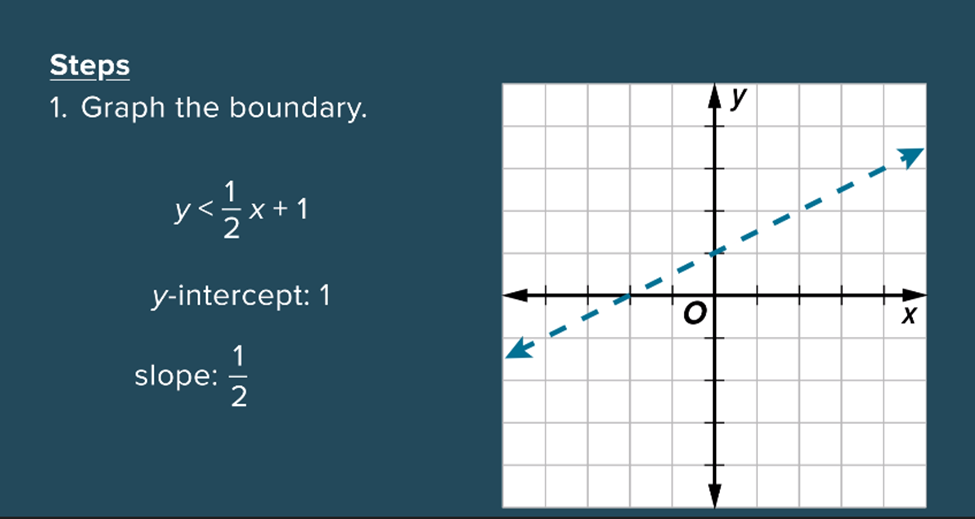 Steps
1. Graph the boundary.
y < 1/2 x + 1
y-intercept: 1
slope: 1/2
y
O
x